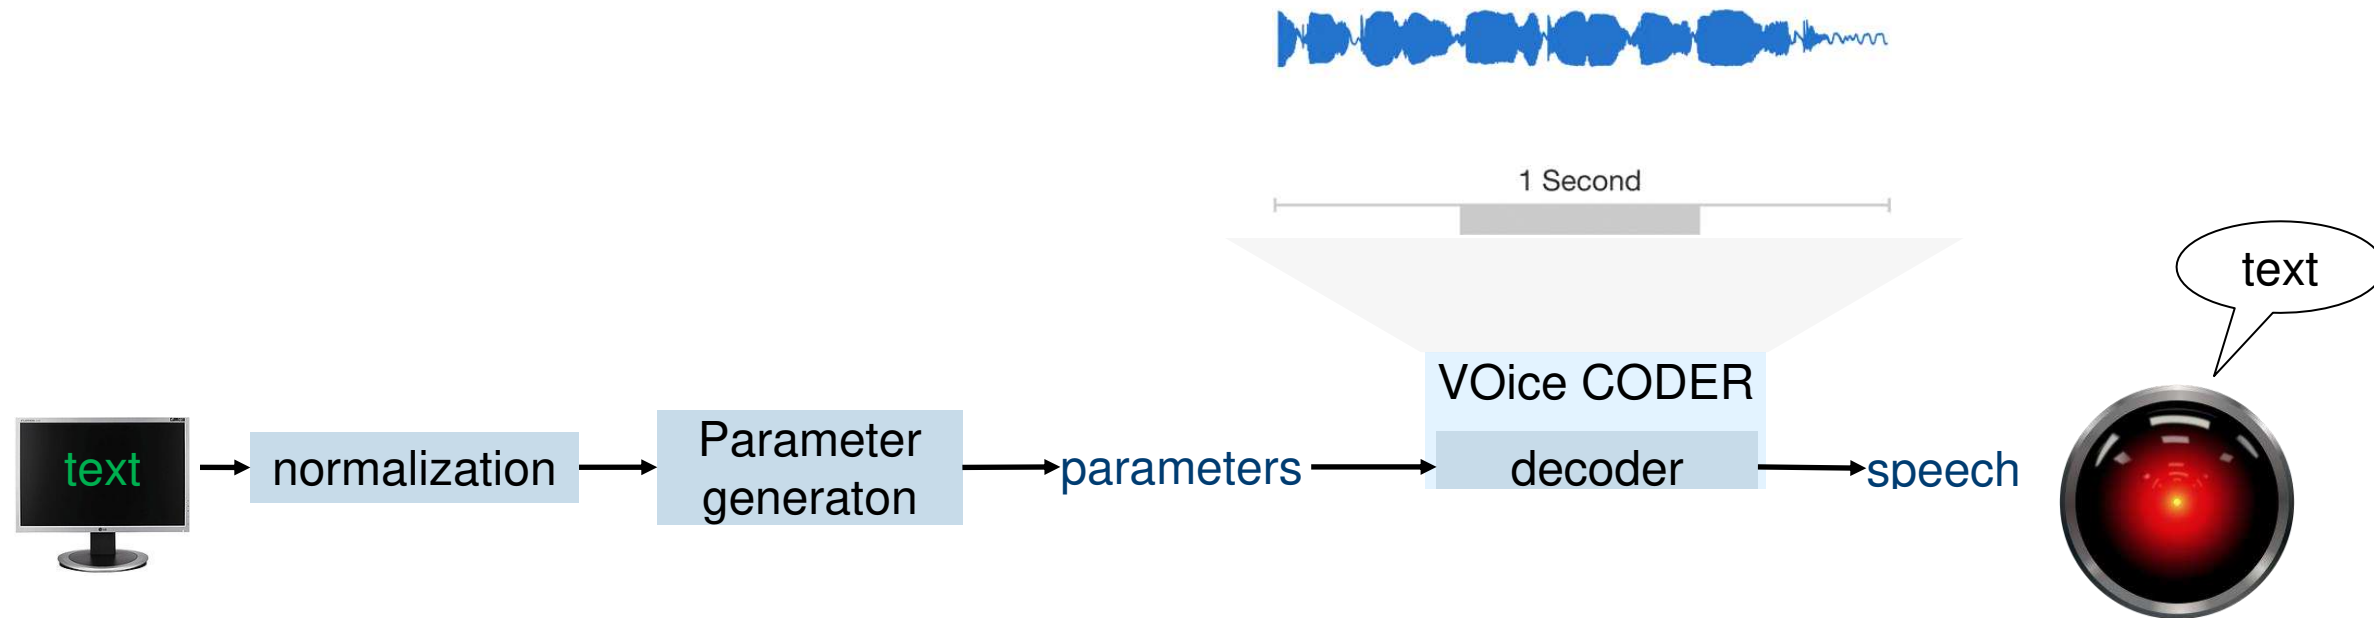 1 Second
text
VOice CODER
text
normalization
Parameter
generaton
parameters
decoder
speech